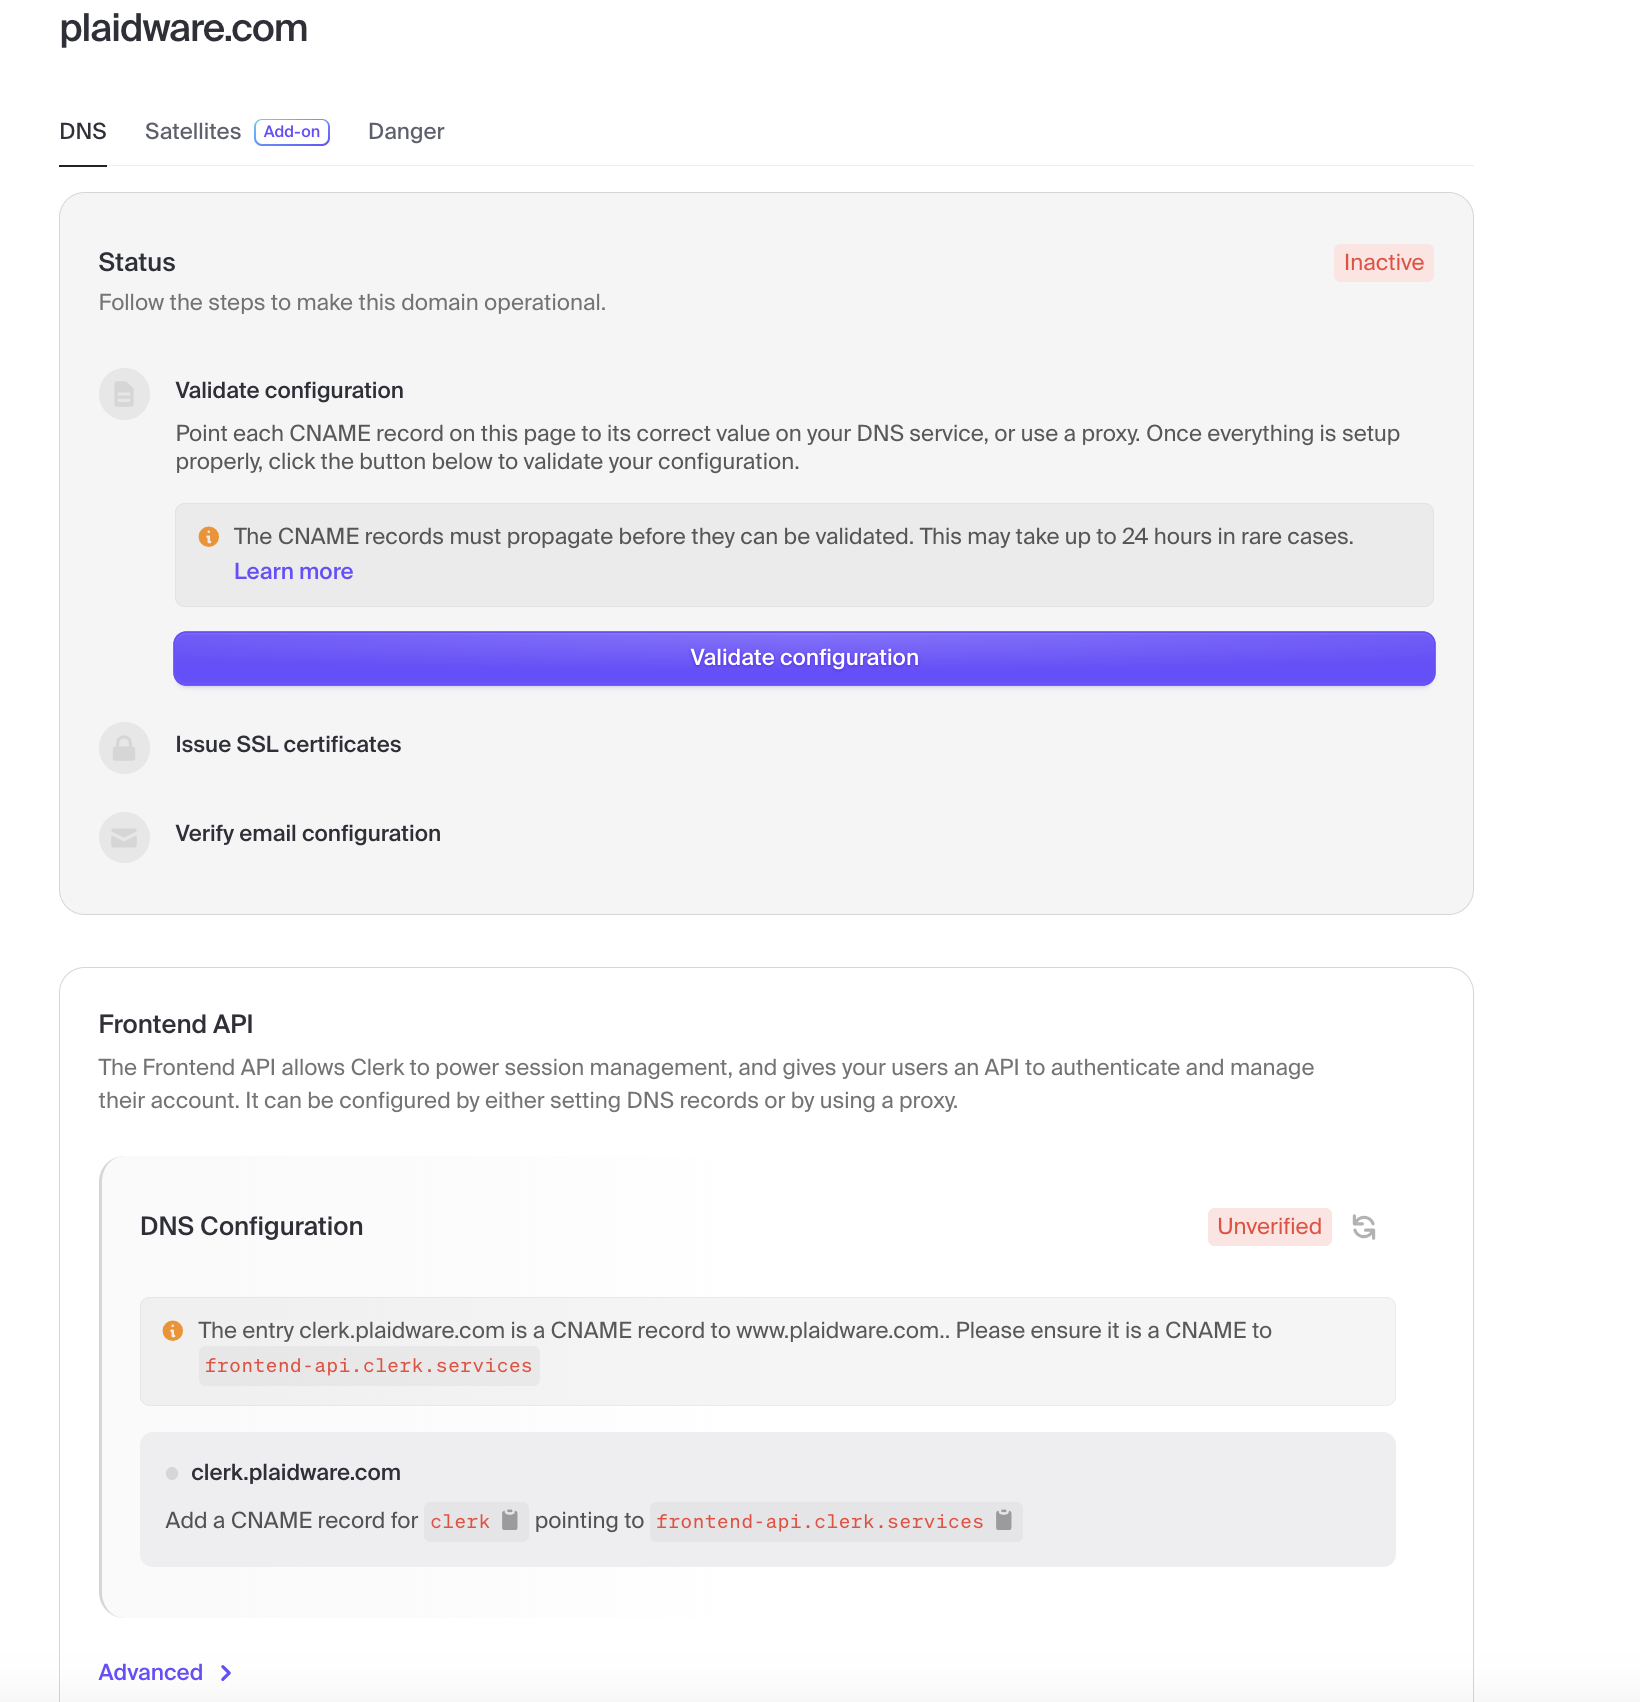 plaidware.com
DNS Satellites Add-on Danger
Status Inactive
Follow the steps to make this domain operational.
Validate configuration
Point each CNAME record on this page to its correct value on your DNS service, or use a proxy. Once everything is setup
properly, click the button below to validate your configuration.
The CNAME records must propagate before they can be validated. This may take up to 24 hours in rare cases.
Learn more
Validate configuration
Issue SSL certificates
Verify email configuration
Frontend API
The Frontend API allows Clerk to power session management, and gives your users an API to authenticate and manage
their account. It can be configured by either setting DNS records or by using a proxy.
DNS Configuration Unverified
The entry clerk.plaidware.com is a CNAME record to www.plaidware.com.. Please ensure it is a CNAME to
frontend-api.clerk.services
clerk.plaidware.com
Add a CNAME record for clerk pointing to frontend-api.clerk.services
Advanced